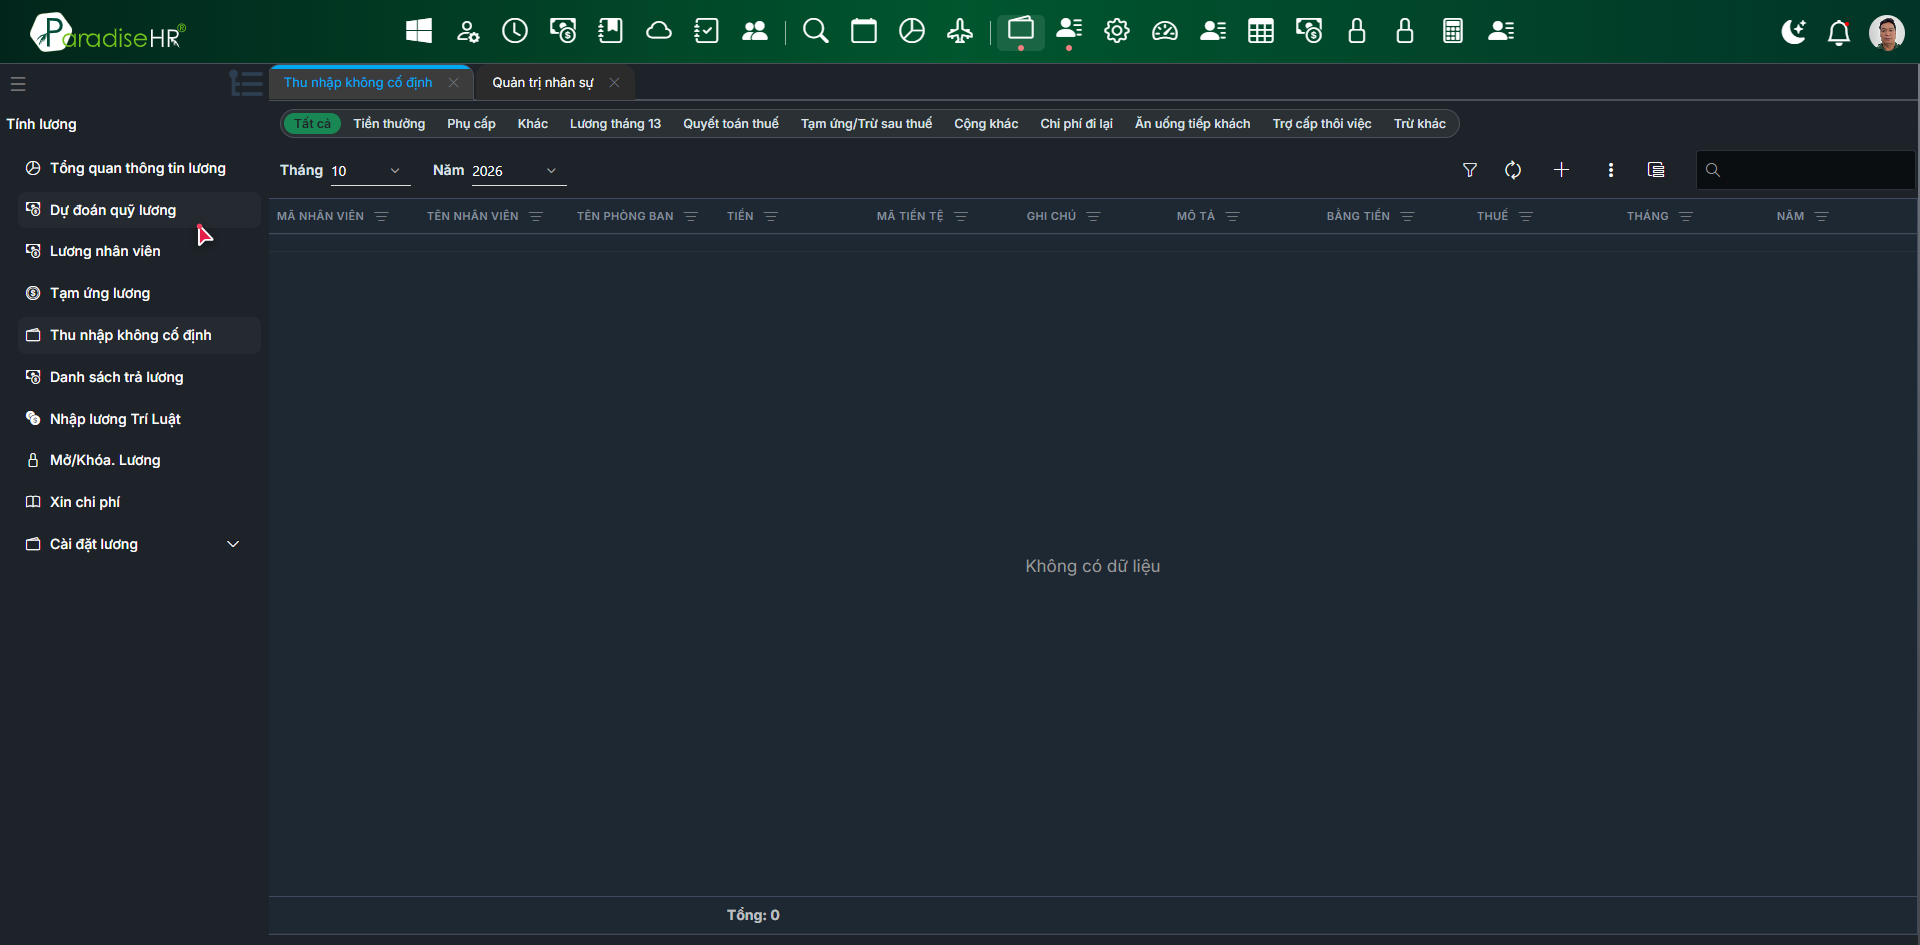 ParadiseHR®
Thu nhập không cố định
Quản trị nhân sự
Tính lương
Tất cả
Tiền thưởng
Phụ cấp
Khác
Lương tháng 13
Quyết toán thuế
Tạm ứng/Trừ sau thuế
Cộng khác
Chi phí đi lại
Ăn uống tiếp khách
Trợ cấp thôi việc
Trừ khác
Tháng 10
Năm 2026
MÃ NHÂN VIÊN
TÊN NHÂN VIÊN
TÊN PHÒNG BAN
TIỀN
MÃ TIỀN TỆ
GHI CHÚ
MÔ TẢ
BẰNG TIỀN
THUẾ
THÁNG
NĂM
Tổng quan thông tin lương
Dự đoán quỹ lương
Lương nhân viên
Tạm ứng lương
Thu nhập không cố định
Danh sách trả lương
Nhập lương Trí Luật
Mở/Khóa. Lương
Xin chi phí
Cài đặt lương
Không có dữ liệu
Tổng: 0